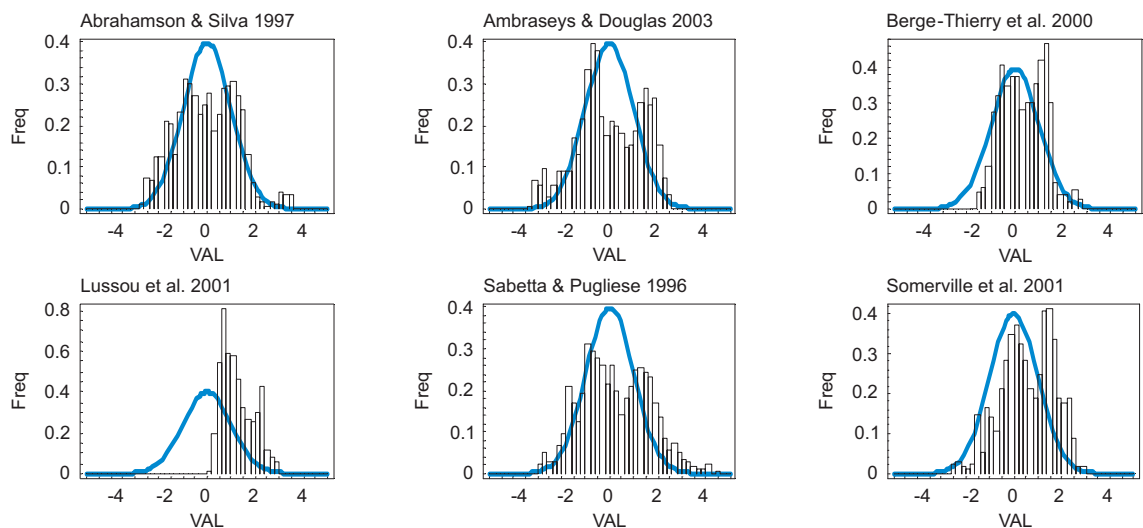 Abrahamson & Silva 1997
Ambraseys & Douglas 2003
Berge-Thierry et al. 2000
0.4
0.3
0.2
0.1
0
Freq
-4 -2 0 2 4
VAL
0.4
0.3
0.2
0.1
0
Freq
-4 -2 0 2 4
VAL
0.4
0.3
0.2
0.1
0
Freq
-4 -2 0 2 4
VAL
Lussou et al. 2001
Sabetta & Pugliese 1996
Somerville et al. 2001
0.8
0.6
0.4
0.2
0
Freq
-4 -2 0 2 4
VAL
0.4
0.3
0.2
0.1
0
Freq
-4 -2 0 2 4
VAL
0.4
0.3
0.2
0.1
0
Freq
-4 -2 0 2 4
VAL